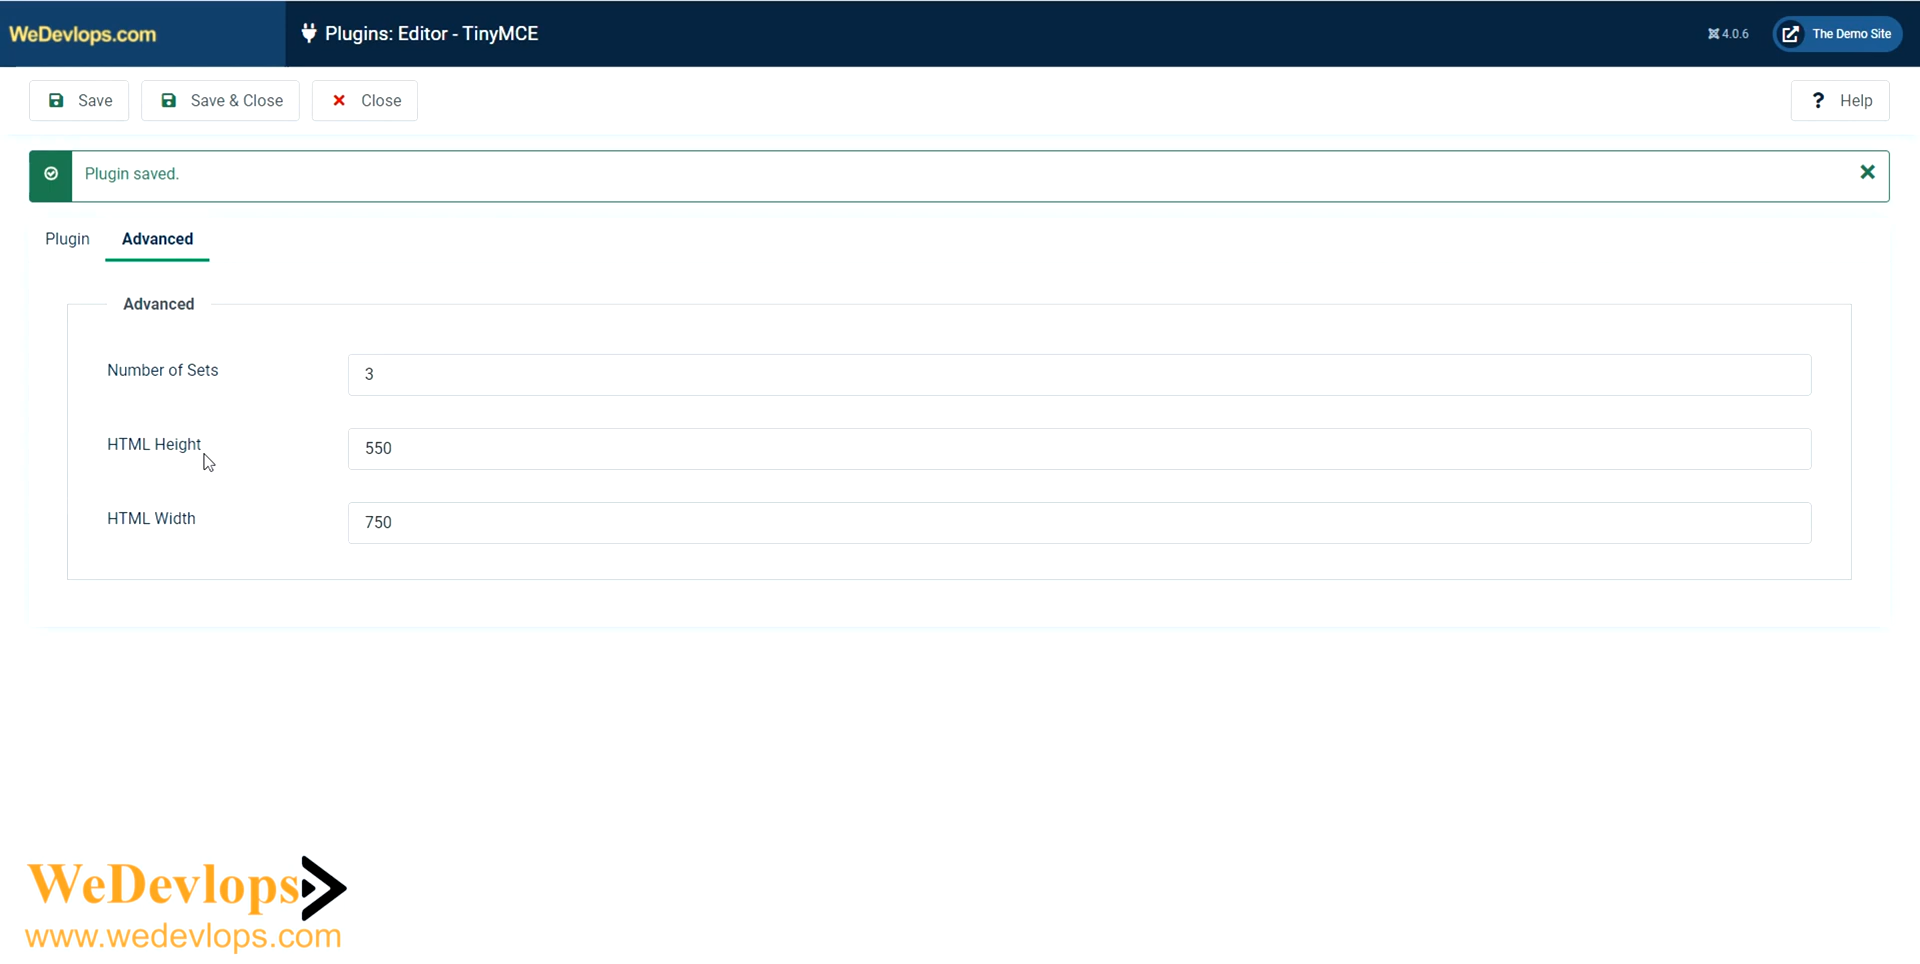 WeDevlops.com
Plugins: Editor - TinyMCE
4.0.6
The Demo Site
Save
Save & Close
Close
? Help
Plugin saved.
Plugin
Advanced
Advanced
Number of Sets
3
HTML Height
550
HTML Width
750
WeDevlops
www.wedevlops.com